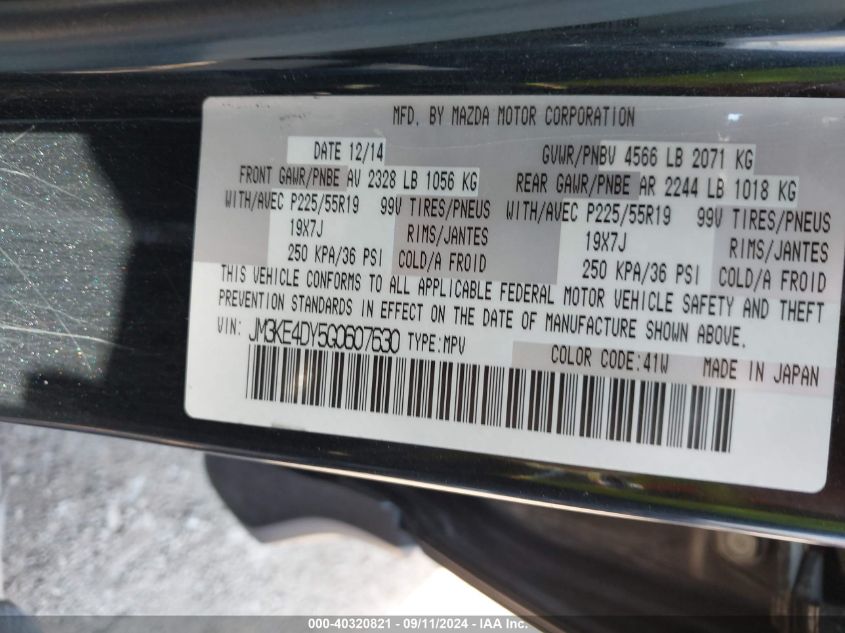 MFD. BY MAZDA MOTOR CORPORATION
DATE 12/14 GVWR/PNBV 4566 LB 2071 KG
FRONT GAWR/PNBE AV 2328 LB 1056 KG REAR GAWR/PNBE AR 2244 LB 1018 KG
WITH/AVEC P225/55R19 99V TIRES/PNEUS WITH/AVEC P225/55R19 99V TIRES/PNEUS
19X7J RIMS/JANTES 19X7J RIMS/JANTES
250 KPA/36 PSI COLD/A FROID 250 KPA/36 PSI COLD/A FROID
THIS VEHICLE CONFORMS TO ALL APPLICABLE FEDERAL MOTOR VEHICLE SAFETY AND THEFT
PREVENTION STANDARDS IN EFFECT ON THE DATE OF MANUFACTURE SHOWN ABOVE.
VIN: JM3KE4DY5G0607630 TYPE:MPV
COLOR CODE:41W MADE IN JAPAN
000-40320821 - 09/11/2024 - IAA Inc.